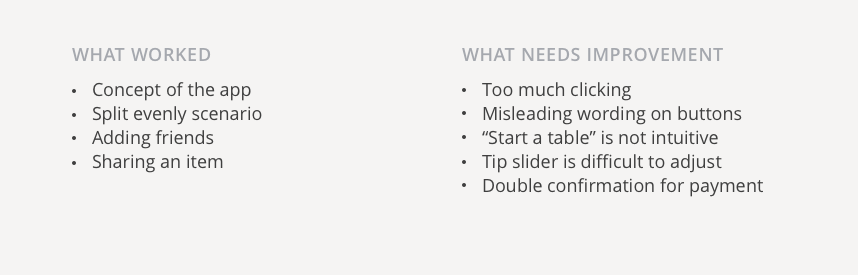 WHAT WORKED
• Concept of the app
• Split evenly scenario
• Adding friends
• Sharing an item
WHAT NEEDS IMPROVEMENT
• Too much clicking
• Misleading wording on buttons
• “Start a table” is not intuitive
• Tip slider is difficult to adjust
• Double confirmation for payment